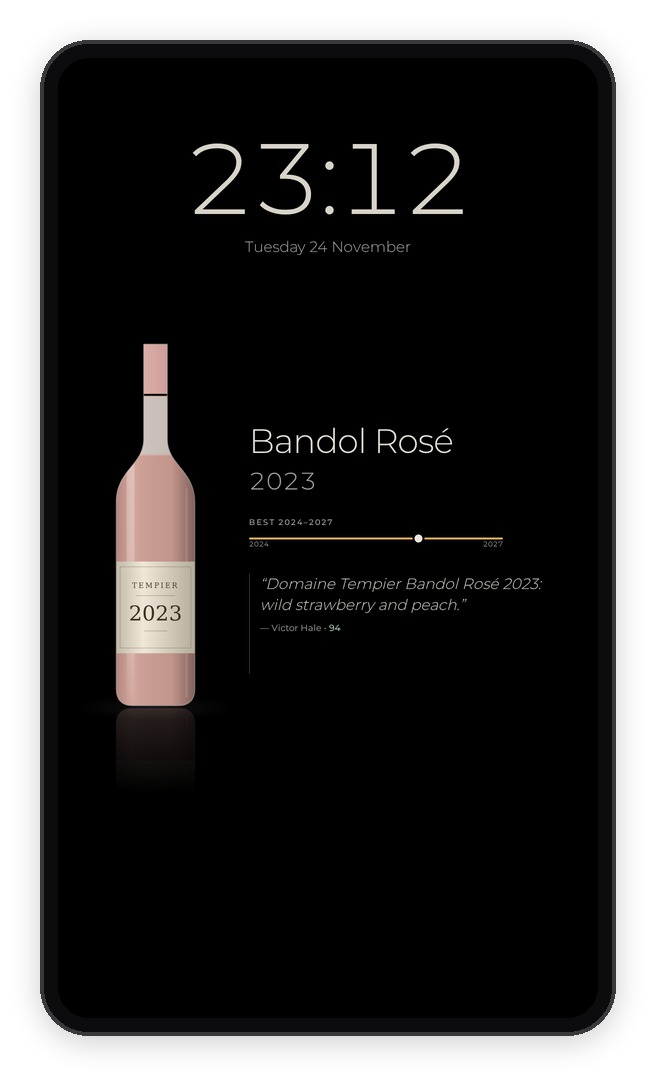 23:12
Tuesday 24 November
Bandol Rosé
2023
BEST 2024–2027
2024 2027
“Domaine Tempier Bandol Rosé 2023:
wild strawberry and peach.”
— Victor Hale · 94
TEMPIER
2023